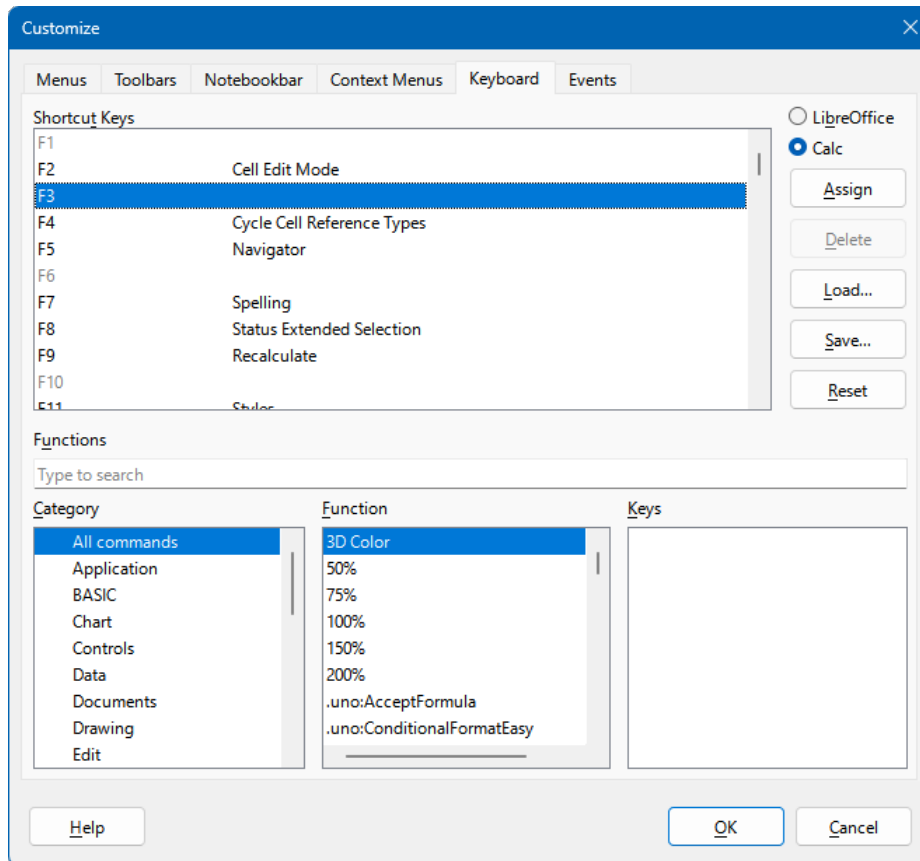 Customize
Menus Toolbars Notebookbar Context Menus Keyboard Events
Shortcut Keys
LibreOffice
Calc
F1
F2 Cell Edit Mode
F3
F4 Cycle Cell Reference Types
F5 Navigator
F6
F7 Spelling
F8 Status Extended Selection
F9 Recalculate
F10
F11 Styles
Assign
Delete
Load...
Save...
Reset
Functions
Type to search
Category
All commands
Application
BASIC
Chart
Controls
Data
Documents
Drawing
Edit
Function
3D Color
50%
75%
100%
150%
200%
.uno:AcceptFormula
.uno:ConditionalFormatEasy
Keys
Help
OK
Cancel